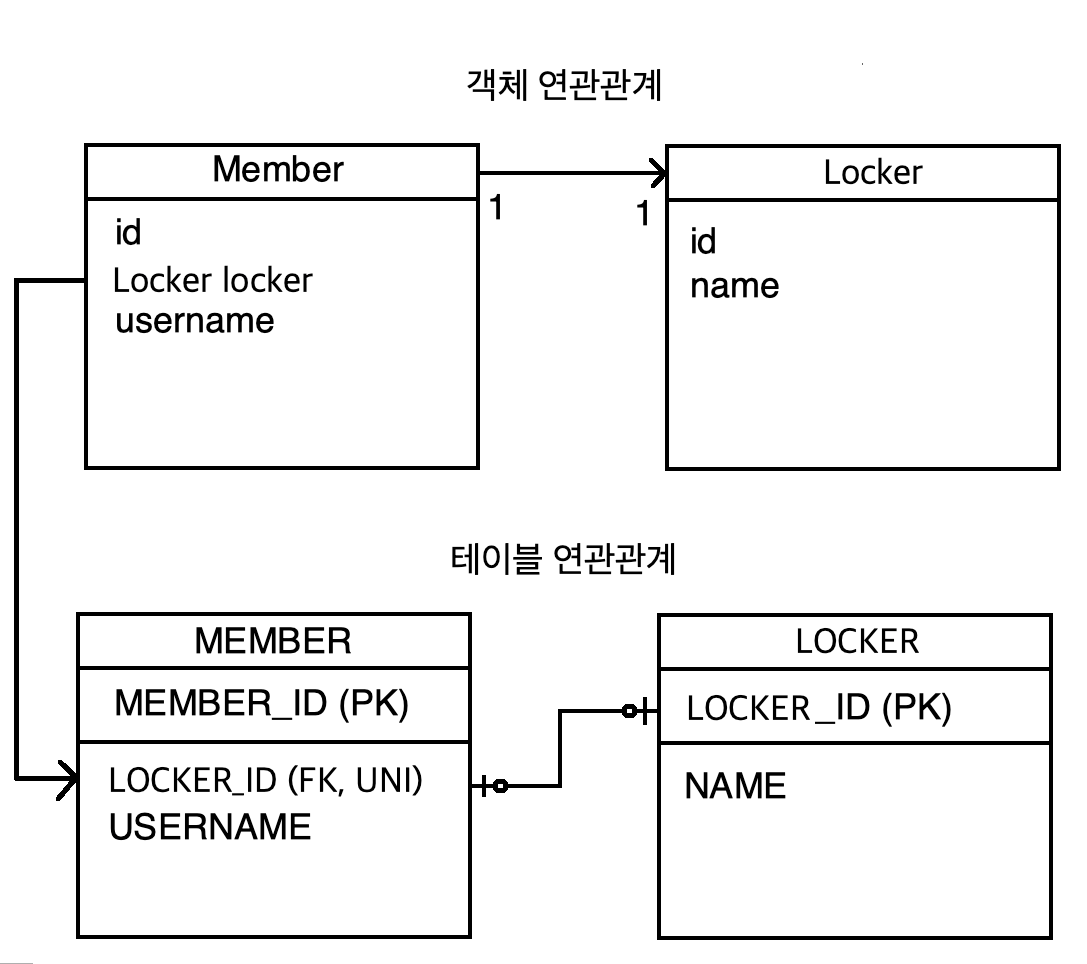 객체 연관관계
Member
id
Locker locker
username
1
1
Locker
id
name
테이블 연관관계
MEMBER
MEMBER_ID (PK)
LOCKER_ID (FK, UNI)
USERNAME
LOCKER
LOCKER_ID (PK)
NAME